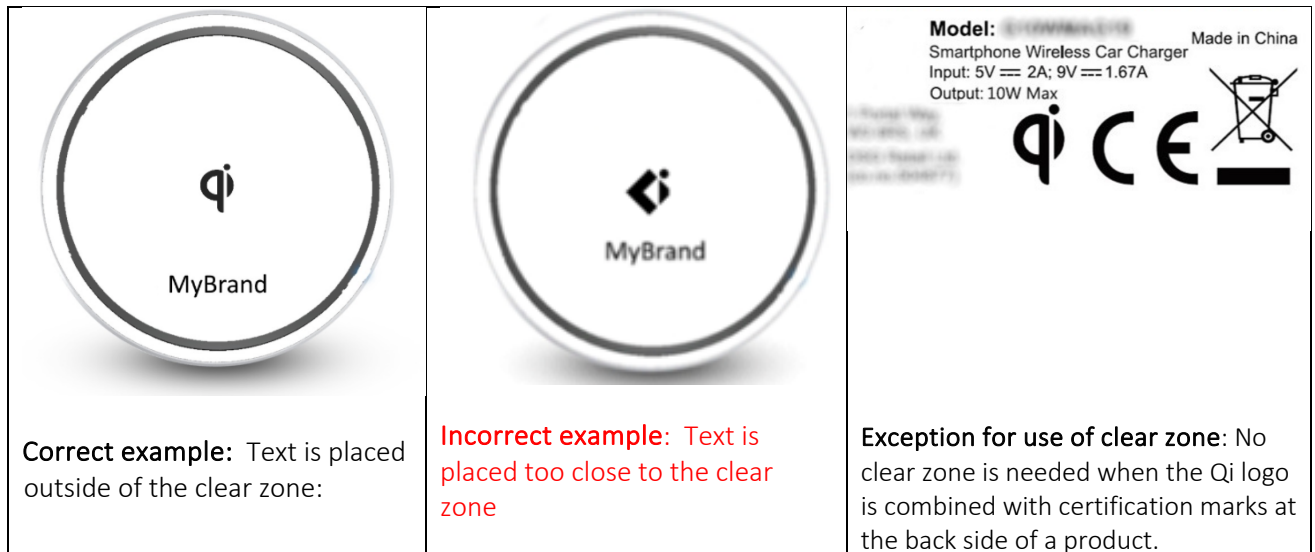 qi
MyBrand
Correct example: Text is placed
outside of the clear zone:
MyBrand
Incorrect example: Text is
placed too close to the clear
zone
Model:
Made in China
Smartphone Wireless Car Charger
Input: 5V ⎓ 2A; 9V ⎓ 1.67A
Output: 10W Max
qi CE
Exception for use of clear zone: No
clear zone is needed when the Qi logo
is combined with certification marks at
the back side of a product.